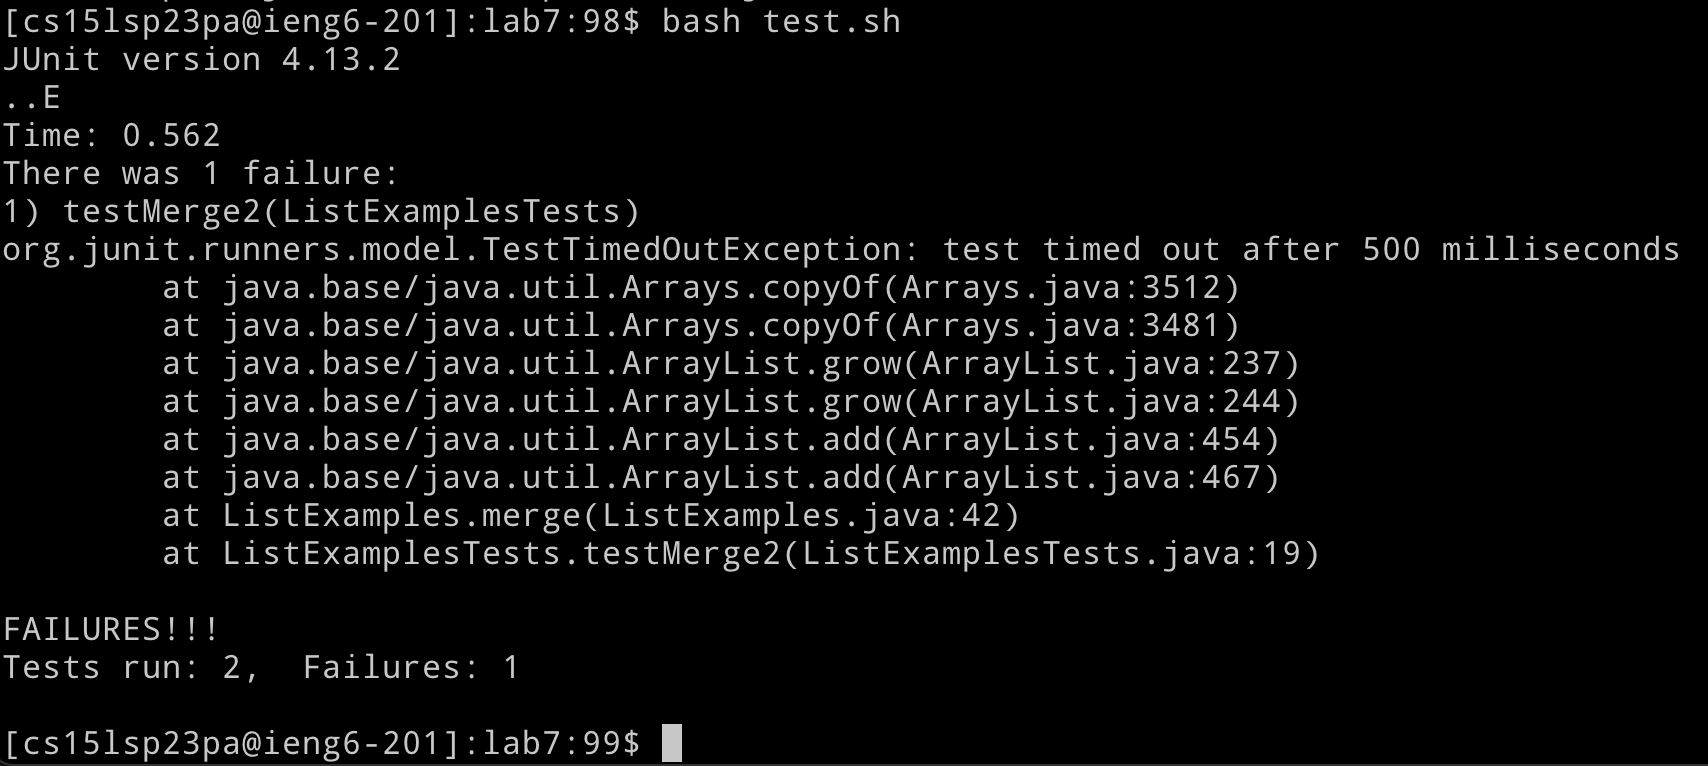 [cs15lsp23pa@ieng6-201]:lab7:98$ bash test.sh
JUnit version 4.13.2
..E
Time: 0.562
There was 1 failure:
1) testMerge2(ListExamplesTests)
org.junit.runners.model.TestTimedOutException: test timed out after 500 milliseconds
        at java.base/java.util.Arrays.copyOf(Arrays.java:3512)
        at java.base/java.util.Arrays.copyOf(Arrays.java:3481)
        at java.base/java.util.ArrayList.grow(ArrayList.java:237)
        at java.base/java.util.ArrayList.grow(ArrayList.java:244)
        at java.base/java.util.ArrayList.add(ArrayList.java:454)
        at java.base/java.util.ArrayList.add(ArrayList.java:467)
        at ListExamples.merge(ListExamples.java:42)
        at ListExamplesTests.testMerge2(ListExamplesTests.java:19)

FAILURES!!!
Tests run: 2,  Failures: 1

[cs15lsp23pa@ieng6-201]:lab7:99$